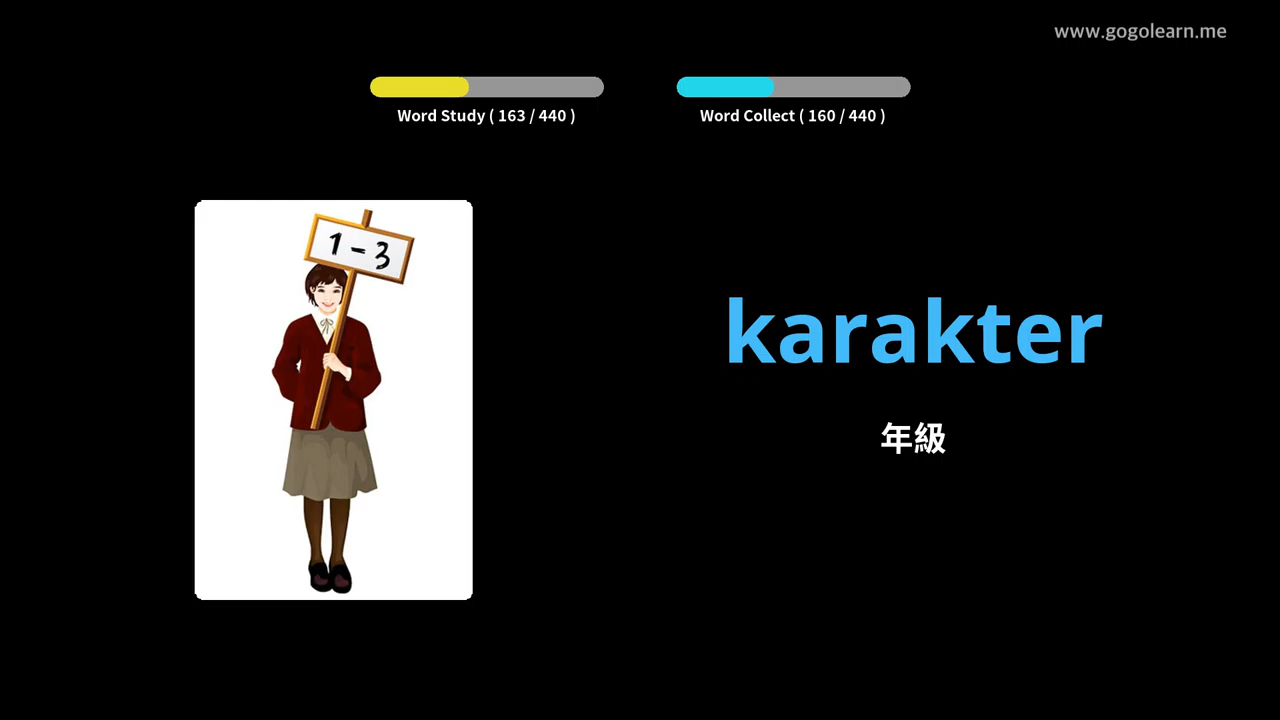 www.gogolearn.me
Word Study ( 163 / 440 )
Word Collect ( 160 / 440 )
1 - 3
karakter
年級